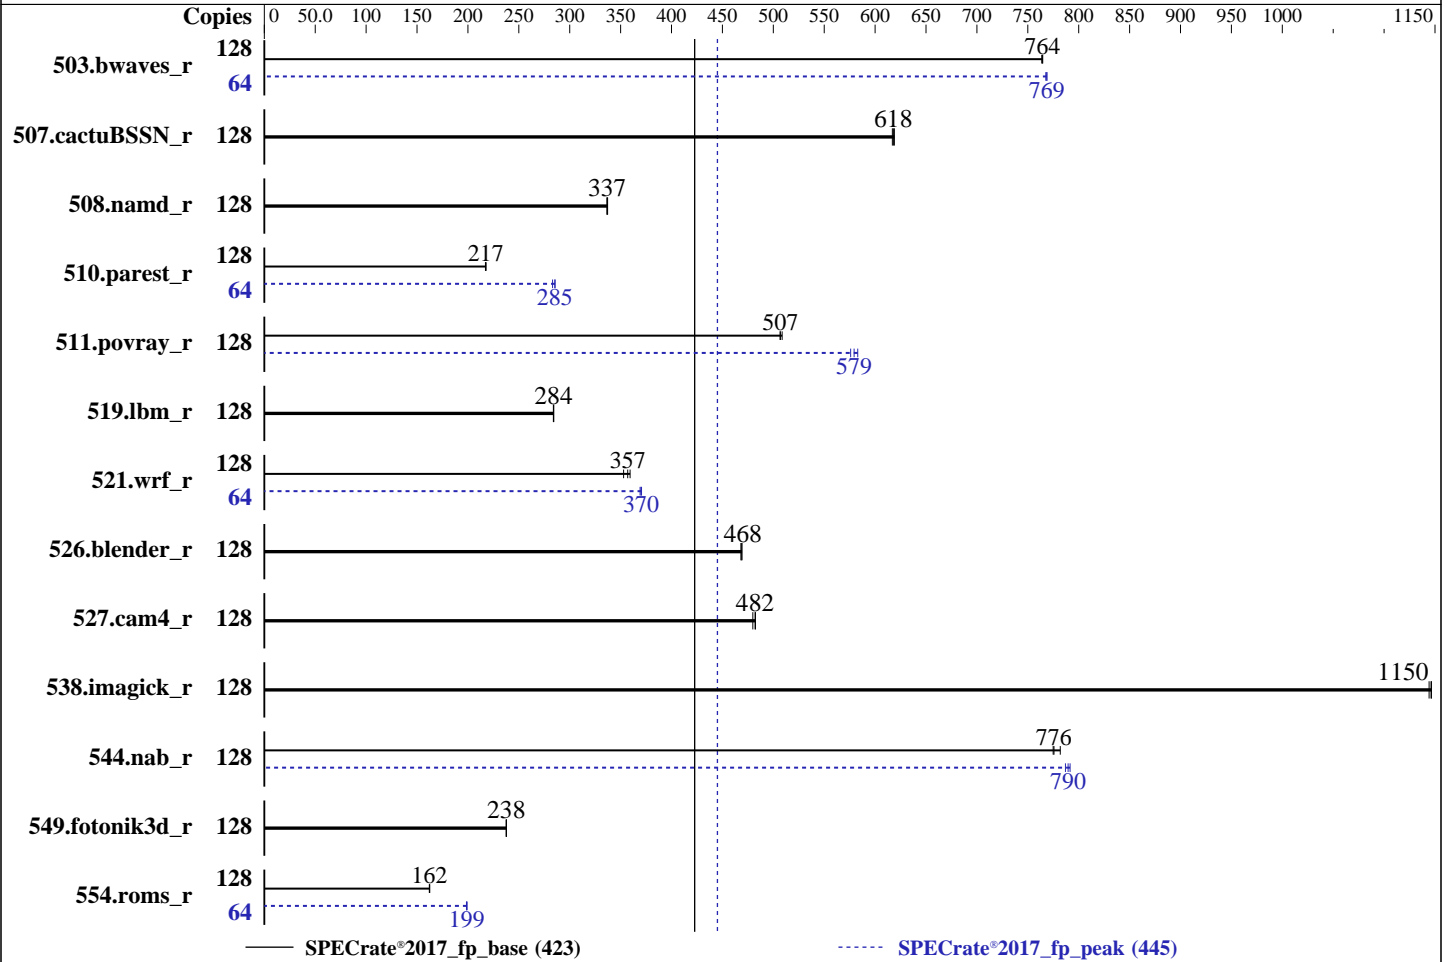 Copies 0 50.0 100 150 200 250 300 350 400 450 500 550 600 650 700 750 800 850 900 950 1000 1150
503.bwaves_r 128 764
64 769
507.cactuBSSN_r 128 618
508.namd_r 128 337
510.parest_r 128 217
64 285
511.povray_r 128 507
579
519.lbm_r 128 284
521.wrf_r 128 357
64 370
526.blender_r 128 468
527.cam4_r 128 482
538.imagick_r 128 1150
544.nab_r 128 776
790
549.fotonik3d_r 128 238
554.roms_r 128 162
64 199
SPECrate®2017_fp_base (423) SPECrate®2017_fp_peak (445)